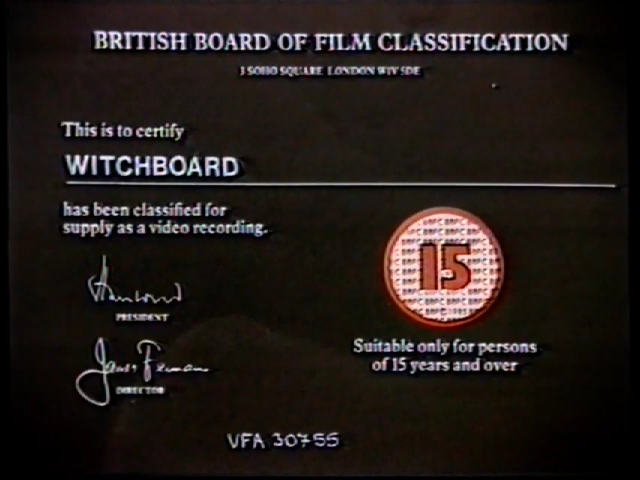 BRITISH BOARD OF FILM CLASSIFICATION
3 SOHO SQUARE LONDON W1V 5DE
This is to certify
WITCHBOARD
has been classified for
supply as a video recording.
15
PRESIDENT
Suitable only for persons
of 15 years and over
James Ferman
DIRECTOR
VFA 30755